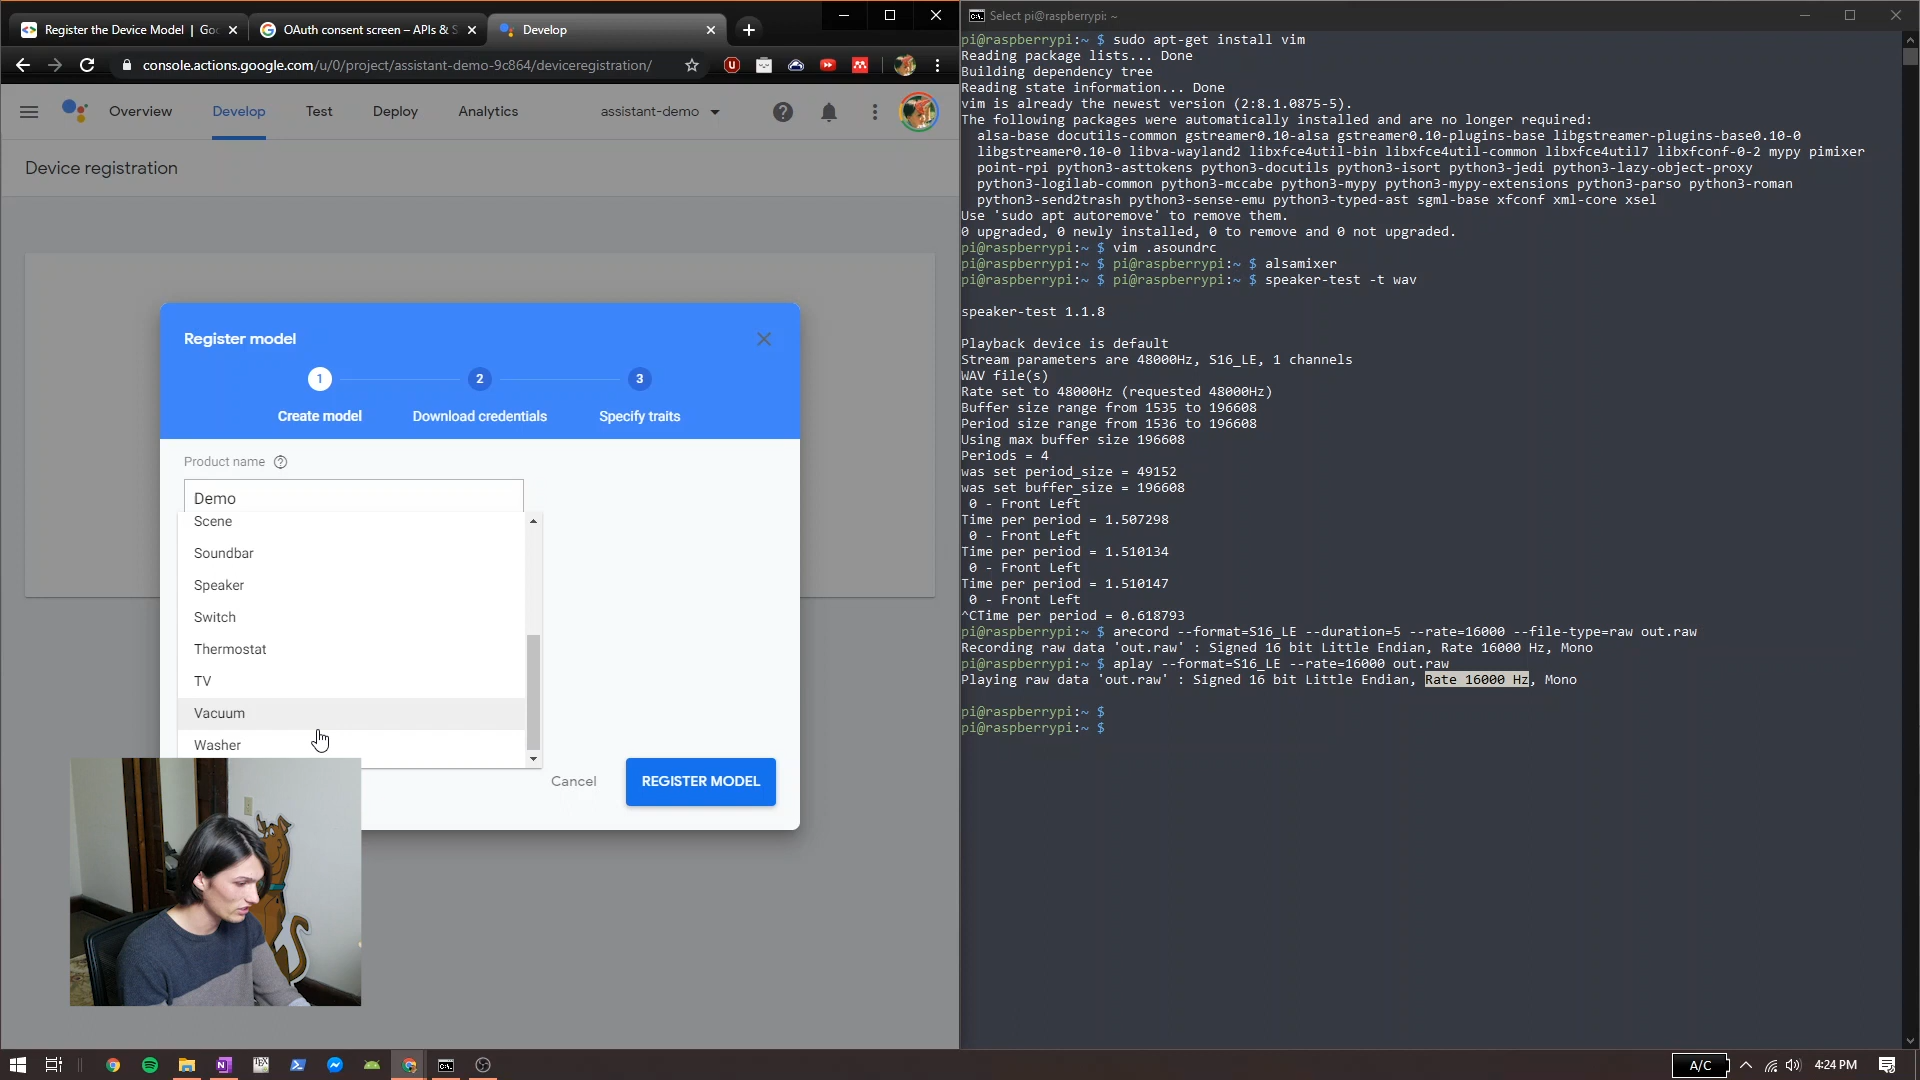 Register the Device Model | Goo
OAuth consent screen – APIs & S
Develop
console.actions.google.com/u/0/project/assistant-demo-9c864/deviceregistration/
Overview
Develop
Test
Deploy
Analytics
assistant-demo
Device registration
Register model
1
2
3
Create model
Download credentials
Specify traits
Product name
Demo
Scene
Soundbar
Speaker
Switch
Thermostat
TV
Vacuum
Washer
Cancel
REGISTER MODEL
Select pi@raspberrypi: ~
pi@raspberrypi:~ $ sudo apt-get install vim
Reading package lists... Done
Building dependency tree
Reading state information... Done
vim is already the newest version (2:8.1.0875-5).
The following packages were automatically installed and are no longer required:
alsa-base docutils-common gstreamer0.10-alsa gstreamer0.10-plugins-base libgstreamer-plugins-base0.10-0
libgstreamer0.10-0 libva-wayland2 libxfce4util-bin libxfce4util-common libxfce4util7 libxfconf-0-2 mypy pimixer
point-rpi python3-asttokens python3-docutils python3-isort python3-jedi python3-lazy-object-proxy
python3-logilab-common python3-mccabe python3-mypy python3-mypy-extensions python3-parso python3-roman
python3-send2trash python3-sense-emu python3-typed-ast sgml-base xfconf xml-core xsel
Use 'sudo apt autoremove' to remove them.
0 upgraded, 0 newly installed, 0 to remove and 0 not upgraded.
pi@raspberrypi:~ $ vim .asoundrc
pi@raspberrypi:~ $ pi@raspberrypi:~ $ alsamixer
pi@raspberrypi:~ $ pi@raspberrypi:~ $ speaker-test -t wav
speaker-test 1.1.8
Playback device is default
Stream parameters are 48000Hz, S16_LE, 1 channels
WAV file(s)
Rate set to 48000Hz (requested 48000Hz)
Buffer size range from 1535 to 196608
Period size range from 1536 to 196608
Using max buffer size 196608
Periods = 4
was set period_size = 49152
was set buffer_size = 196608
0 - Front Left
Time per period = 1.507298
0 - Front Left
Time per period = 1.510134
0 - Front Left
Time per period = 1.510147
0 - Front Left
^CTime per period = 0.618793
pi@raspberrypi:~ $ arecord --format=S16_LE --duration=5 --rate=16000 --file-type=raw out.raw
Recording raw data 'out.raw' : Signed 16 bit Little Endian, Rate 16000 Hz, Mono
pi@raspberrypi:~ $ aplay --format=S16_LE --rate=16000 out.raw
Playing raw data 'out.raw' : Signed 16 bit Little Endian, Rate 16000 Hz, Mono
pi@raspberrypi:~ $
pi@raspberrypi:~ $
A/C
4:24 PM